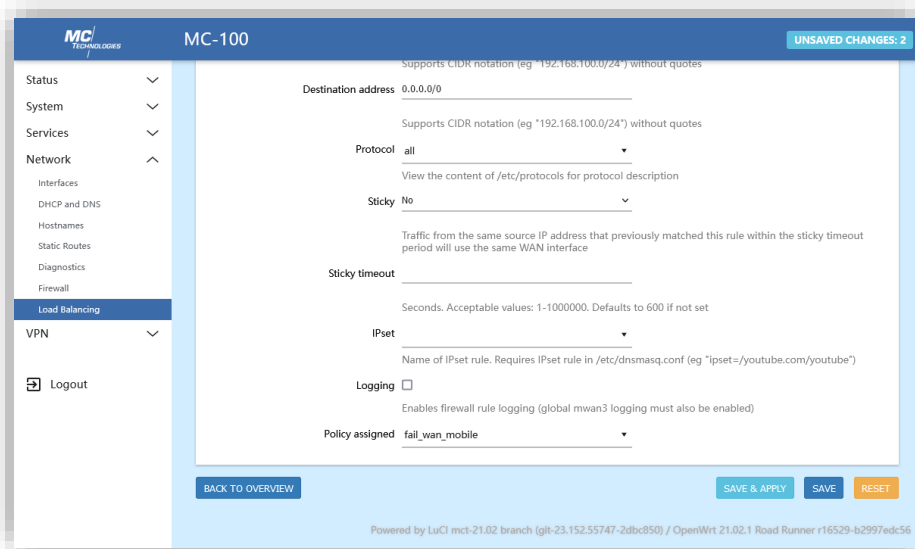 MC
TECHNOLOGIES
MC-100
UNSAVED CHANGES: 2
Status
System
Services
Network
Interfaces
DHCP and DNS
Hostnames
Static Routes
Diagnostics
Firewall
Load Balancing
VPN
Logout
Supports CIDR notation (eg "192.168.100.0/24") without quotes
Destination address 0.0.0.0/0
Supports CIDR notation (eg "192.168.100.0/24") without quotes
Protocol all
View the content of /etc/protocols for protocol description
Sticky No
Traffic from the same source IP address that previously matched this rule within the sticky timeout
period will use the same WAN interface
Sticky timeout
Seconds. Acceptable values: 1-1000000. Defaults to 600 if not set
IPset
Name of IPset rule. Requires IPset rule in /etc/dnsmasq.conf (eg "ipset=/youtube.com/youtube")
Logging
Enables firewall rule logging (global mwan3 logging must also be enabled)
Policy assigned fail_wan_mobile
BACK TO OVERVIEW
SAVE & APPLY
SAVE
RESET
Powered by LuCI mct-21.02 branch (git-23.152.55747-2dbc850) / OpenWrt 21.02.1 Road Runner r16529-b2997edc56